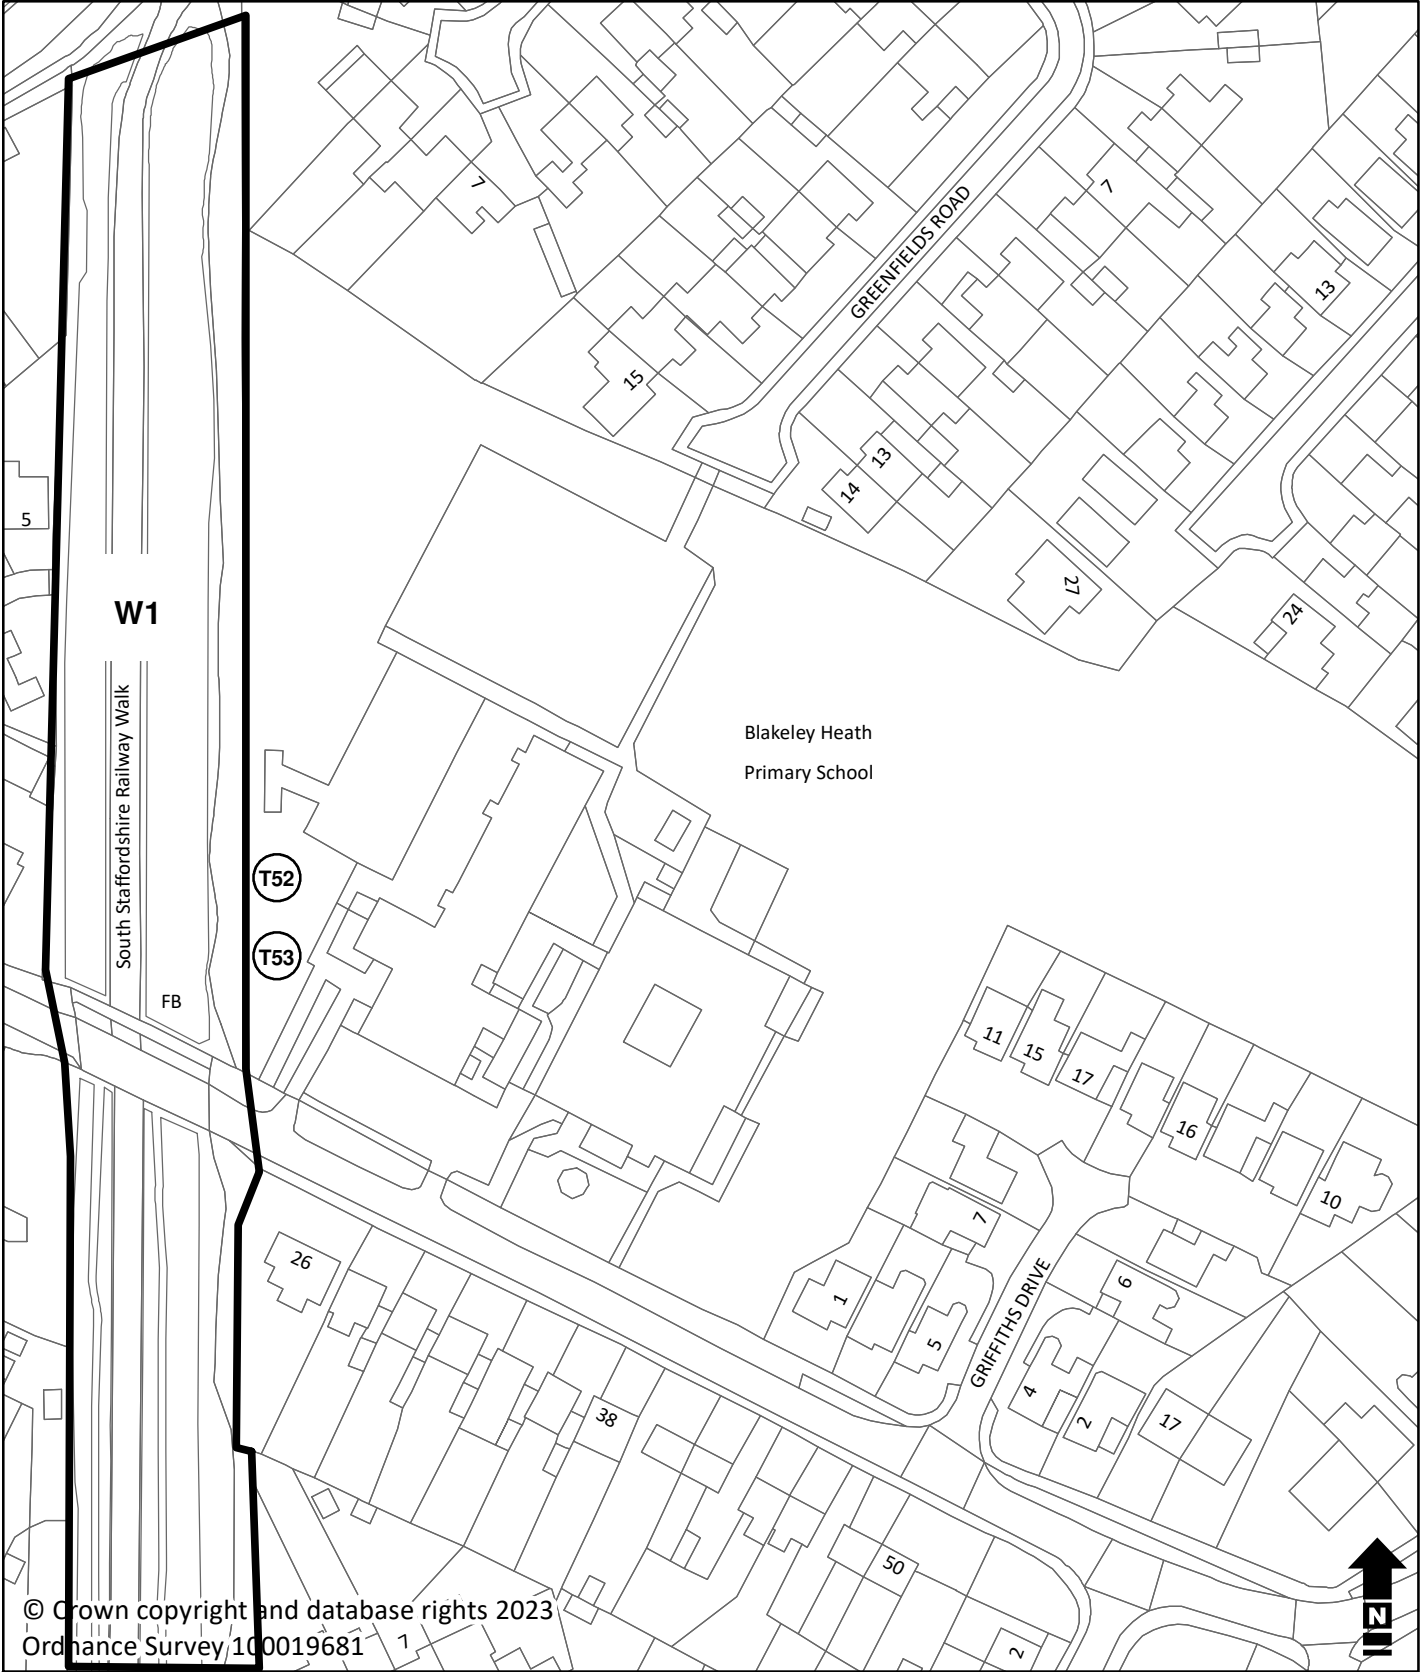 7
GREENFIELDS ROAD
7
13
15
13
14
5
27
24
W1
South Staffordshire Railway Walk
Blakeley Heath
Primary School
T52
T53
FB
11
15
17
16
10
7
26
1
6
5
GRIFFITHS DRIVE
4
2
17
38
50
2
© Crown copyright and database rights 2023
Ordnance Survey 100019681
7
N